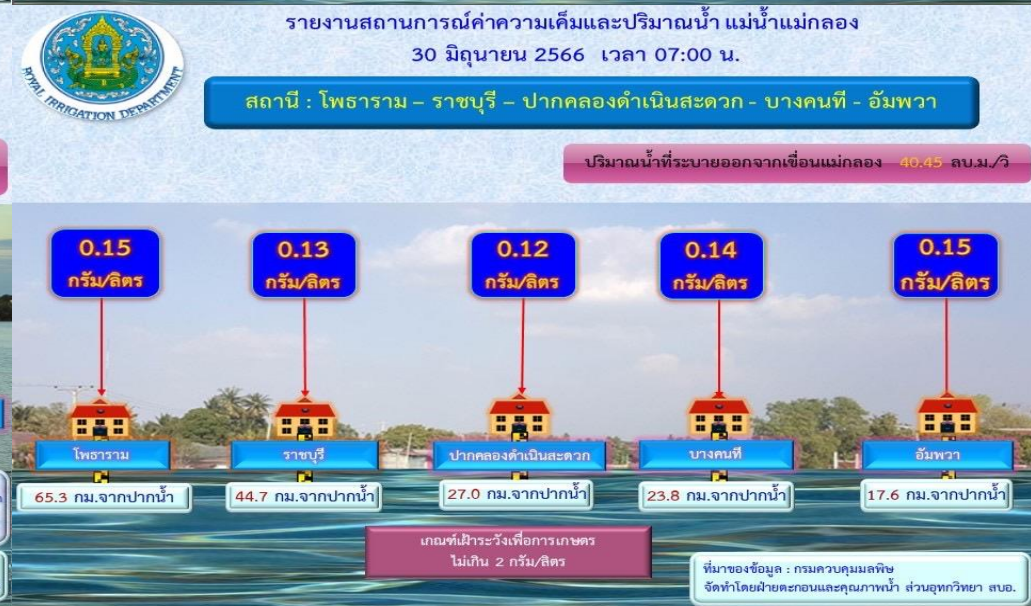 รายงานสถานการณ์ค่าความเค็มและปริมาณน้ำ แม่น้ำแม่กลอง
30 มิถุนายน 2566 เวลา 07:00 น.
ROYAL IRRIGATION DEPARTMENT
สถานี : โพธาราม – ราชบุรี – ปากคลองดำเนินสะดวก - บางคนที - อัมพวา
ปริมาณน้ำที่ระบายออกจากเขื่อนแม่กลอง 40.45 ลบ.ม./วิ
0.15 กรัม/ลิตร
0.13 กรัม/ลิตร
0.12 กรัม/ลิตร
0.14 กรัม/ลิตร
0.15 กรัม/ลิตร
โพธาราม
ราชบุรี
ปากคลองดำเนินสะดวก
บางคนที
อัมพวา
65.3 กม.จากปากน้ำ
44.7 กม.จากปากน้ำ
27.0 กม.จากปากน้ำ
23.8 กม.จากปากน้ำ
17.6 กม.จากปากน้ำ
เกณฑ์เฝ้าระวังเพื่อการเกษตร
ไม่เกิน 2 กรัม/ลิตร
ที่มาของข้อมูล : กรมควบคุมมลพิษ
จัดทำโดยฝ่ายตะกอนและคุณภาพน้ำ ส่วนอุทกวิทยา สบอ.